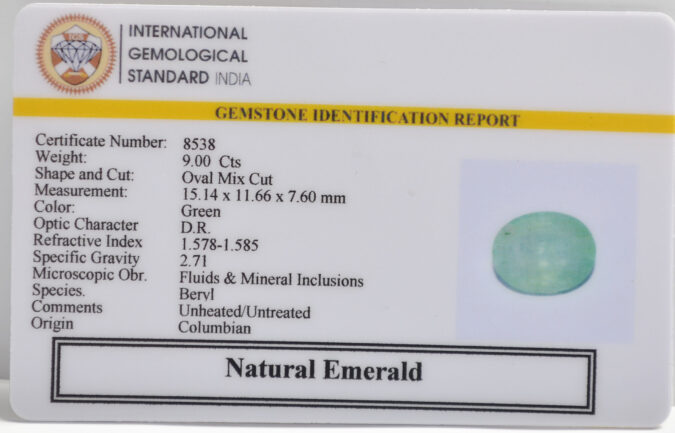 INTERNATIONAL
GEMOLOGICAL
STANDARD INDIA
GEMSTONE IDENTIFICATION REPORT
Certificate Number: 8538
Weight: 9.00 Cts
Shape and Cut: Oval Mix Cut
Measurement: 15.14 x 11.66 x 7.60 mm
Color: Green
Optic Character D.R.
Refractive Index 1.578-1.585
Specific Gravity 2.71
Microscopic Obr. Fluids & Mineral Inclusions
Species. Beryl
Comments Unheated/Untreated
Origin Columbian
Natural Emerald